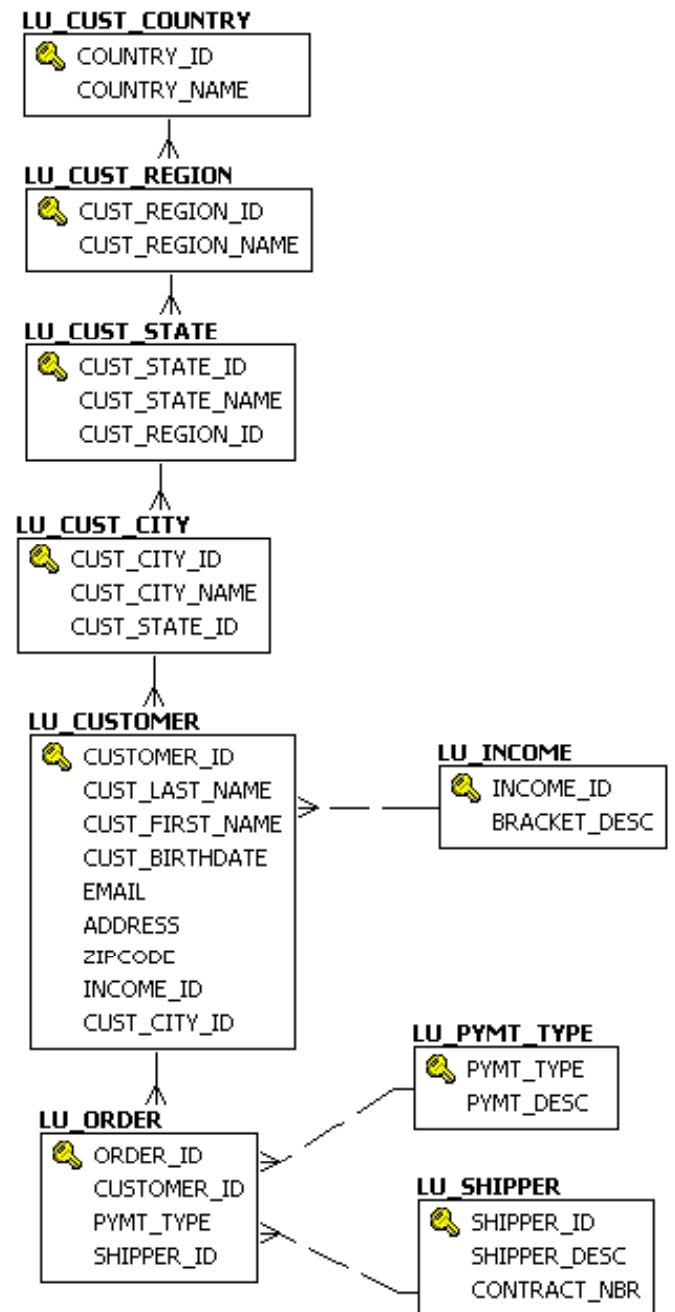 LU_CUST_COUNTRY
COUNTRY_ID
COUNTRY_NAME
LU_CUST_REGION
CUST_REGION_ID
CUST_REGION_NAME
LU_CUST_STATE
CUST_STATE_ID
CUST_STATE_NAME
CUST_REGION_ID
LU_CUST_CITY
CUST_CITY_ID
CUST_CITY_NAME
CUST_STATE_ID
LU_CUSTOMER
CUSTOMER_ID
CUST_LAST_NAME
CUST_FIRST_NAME
CUST_BIRTHDATE
EMAIL
ADDRESS
ZIPCODE
INCOME_ID
CUST_CITY_ID
LU_INCOME
INCOME_ID
BRACKET_DESC
LU_ORDER
ORDER_ID
CUSTOMER_ID
PYMT_TYPE
SHIPPER_ID
LU_PYMT_TYPE
PYMT_TYPE
PYMT_DESC
LU_SHIPPER
SHIPPER_ID
SHIPPER_DESC
CONTRACT_NBR